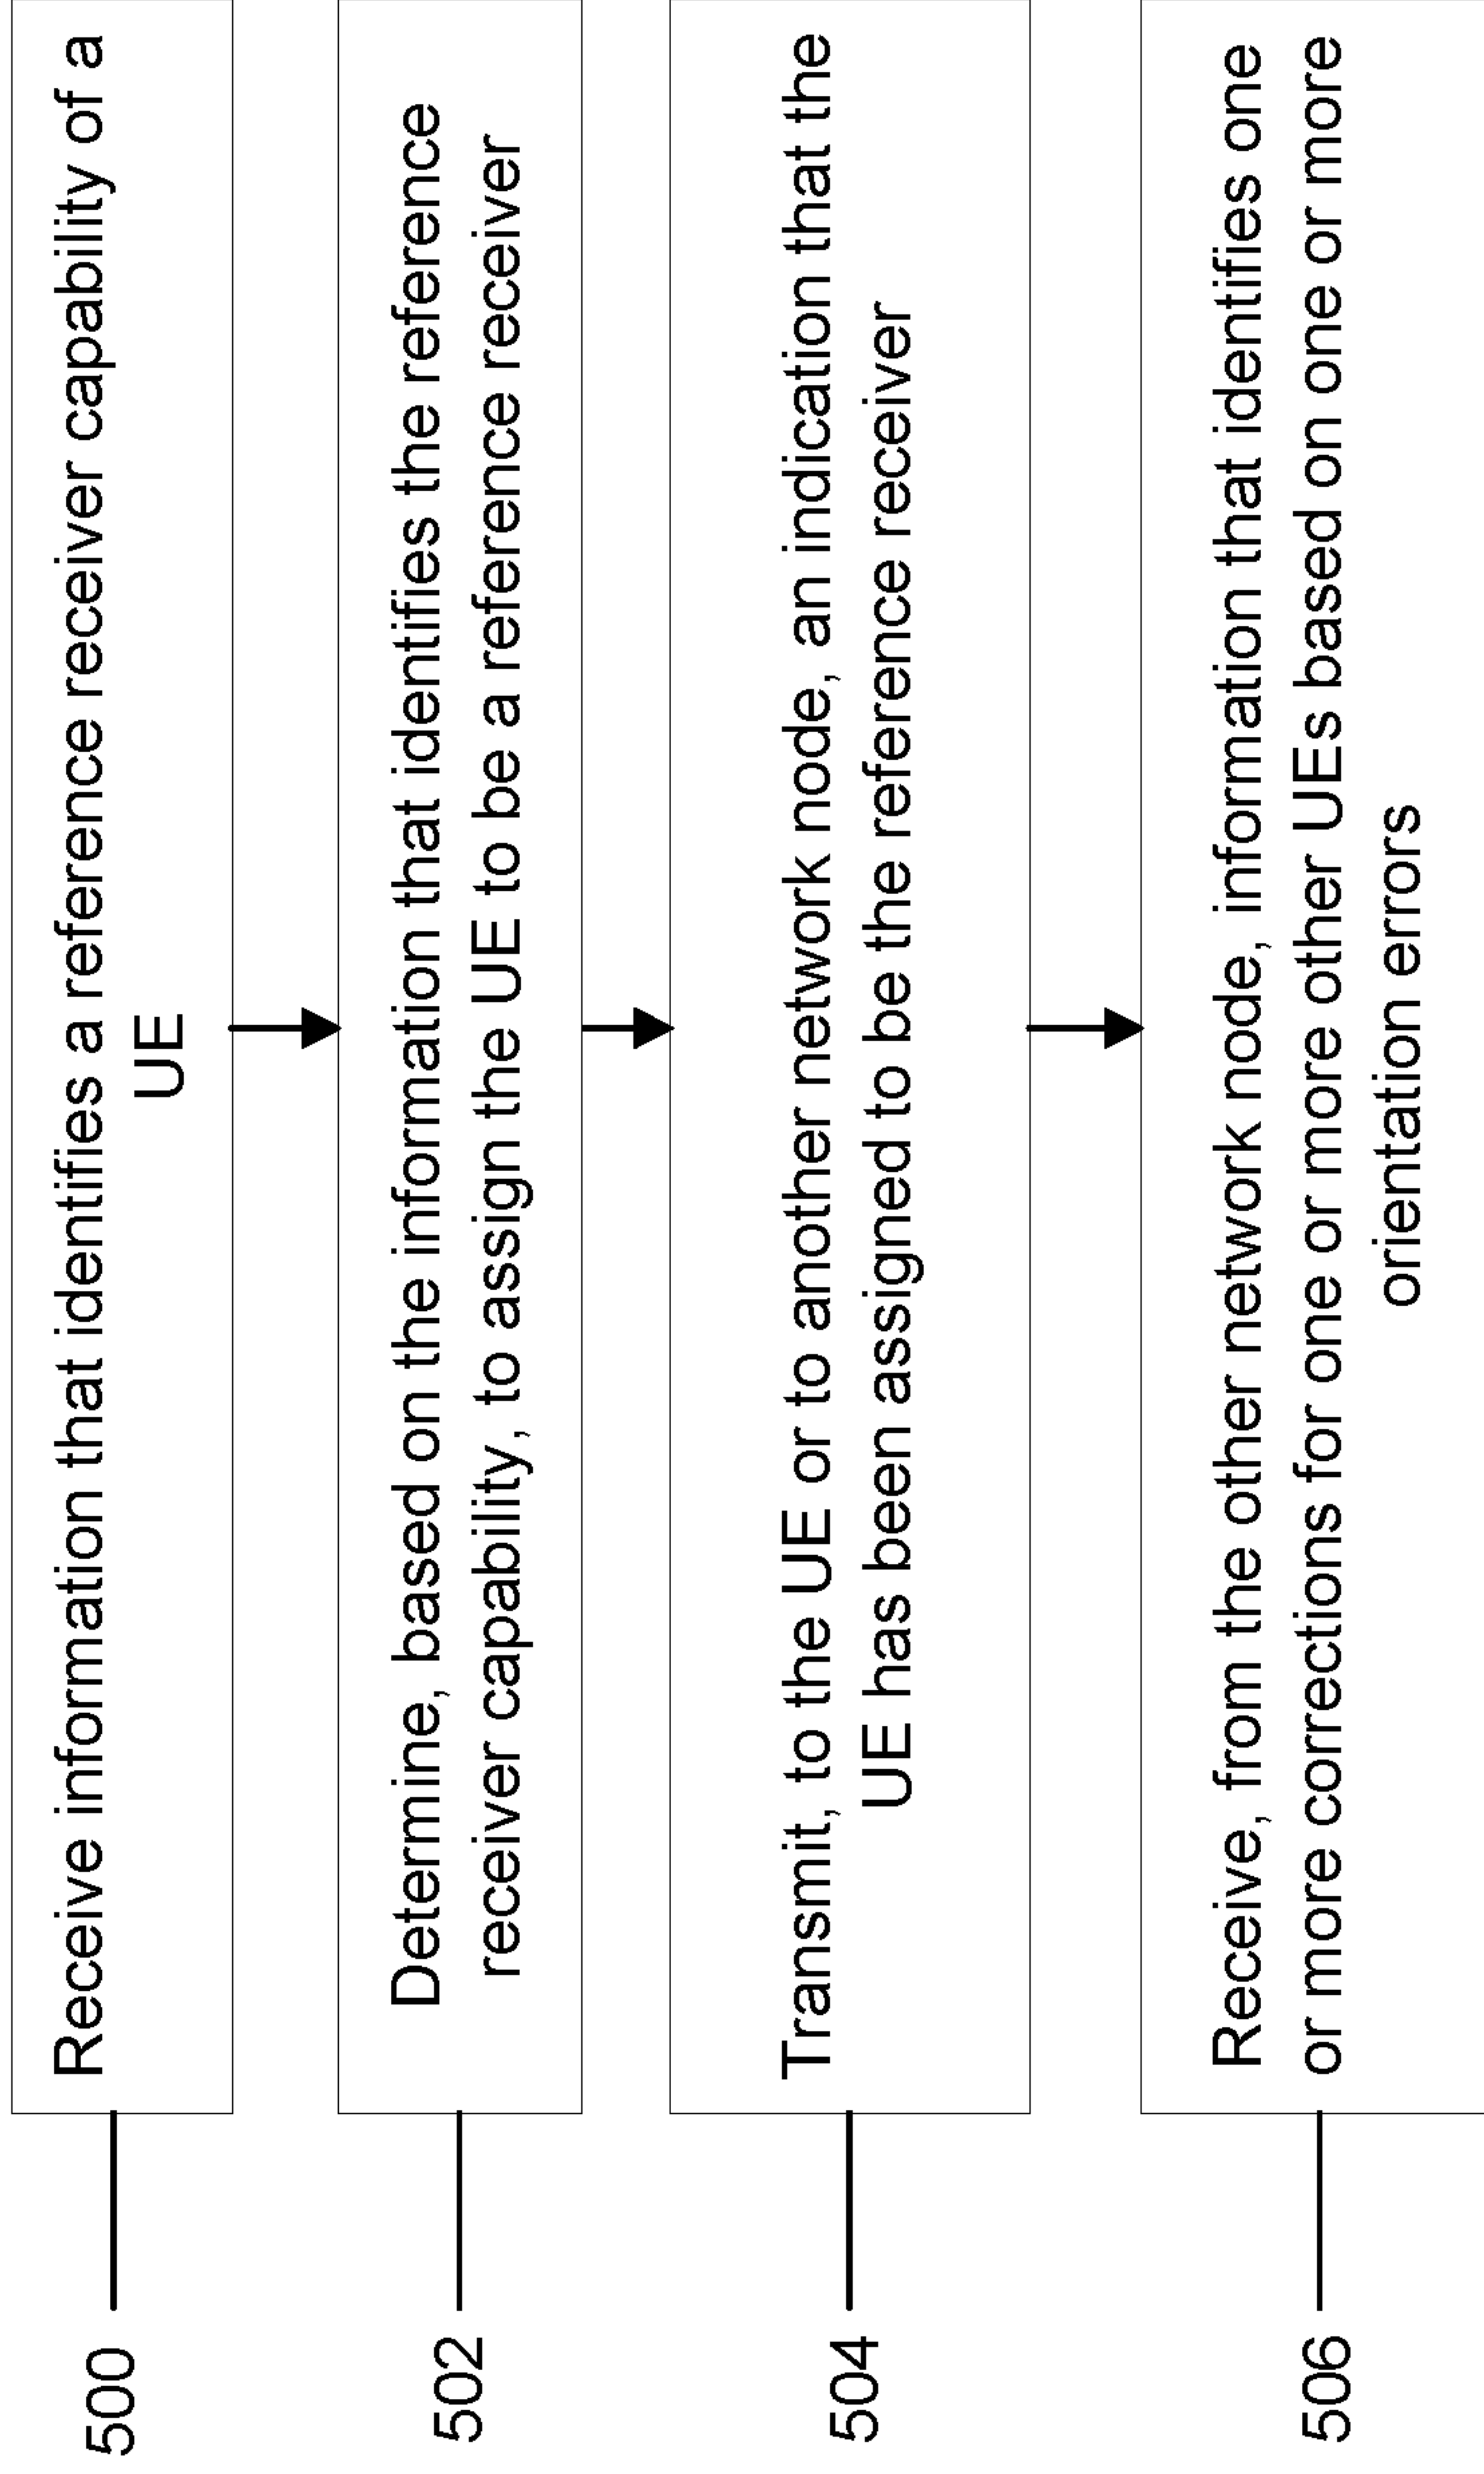 500
Receive information that identifies a reference receiver capability of a
UE
502
Determine, based on the information that identifies the reference
receiver capability, to assign the UE to be a reference receiver
504
Transmit, to the UE or to another network node, an indication that the
UE has been assigned to be the reference receiver
506
Receive, from the other network node, information that identifies one
or more corrections for one or more other UEs based on one or more
orientation errors